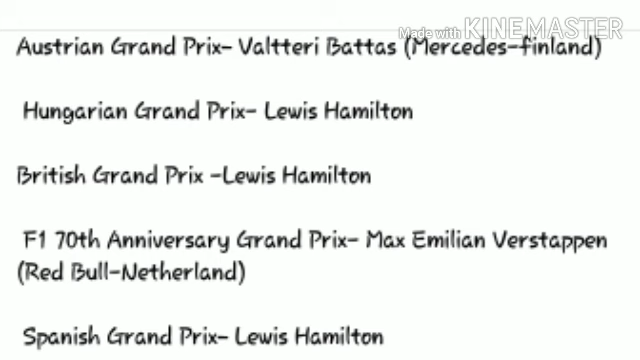 Made with KINEMASTER
Austrian Grand Prix- Valtteri Battas (Mercedes-finland)
Hungarian Grand Prix- Lewis Hamilton
British Grand Prix -Lewis Hamilton
F1 70th Anniversary Grand Prix- Max Emilian Verstappen
(Red Bull-Netherland)
Spanish Grand Prix- Lewis Hamilton